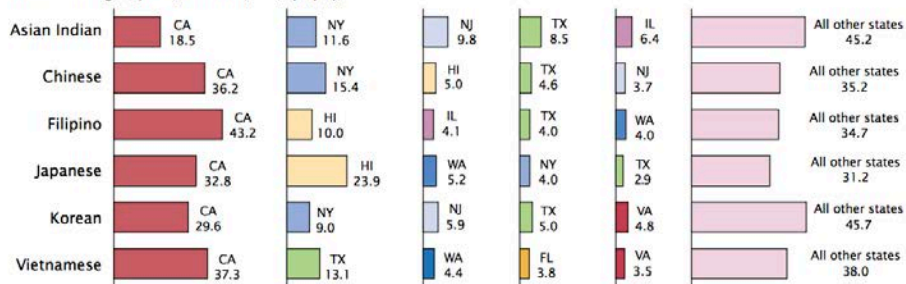 Asian Indian CA 18.5 NY 11.6 NJ 9.8 TX 8.5 IL 6.4 All other states 45.2
Chinese CA 36.2 NY 15.4 HI 5.0 TX 4.6 NJ 3.7 All other states 35.2
Filipino CA 43.2 HI 10.0 IL 4.1 TX 4.0 WA 4.0 All other states 34.7
Japanese CA 32.8 HI 23.9 WA 5.2 NY 4.0 TX 2.9 All other states 31.2
Korean CA 29.6 NY 9.0 NJ 5.9 TX 5.0 VA 4.8 All other states 45.7
Vietnamese CA 37.3 TX 13.1 WA 4.4 FL 3.8 VA 3.5 All other states 38.0